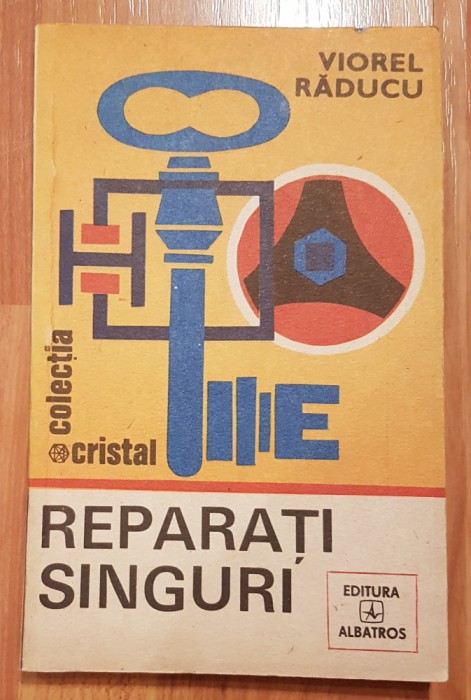 VIOREL
RĂDUCU
colecția
cristal
REPARAȚI
SINGURI
EDITURA
ALBATROS